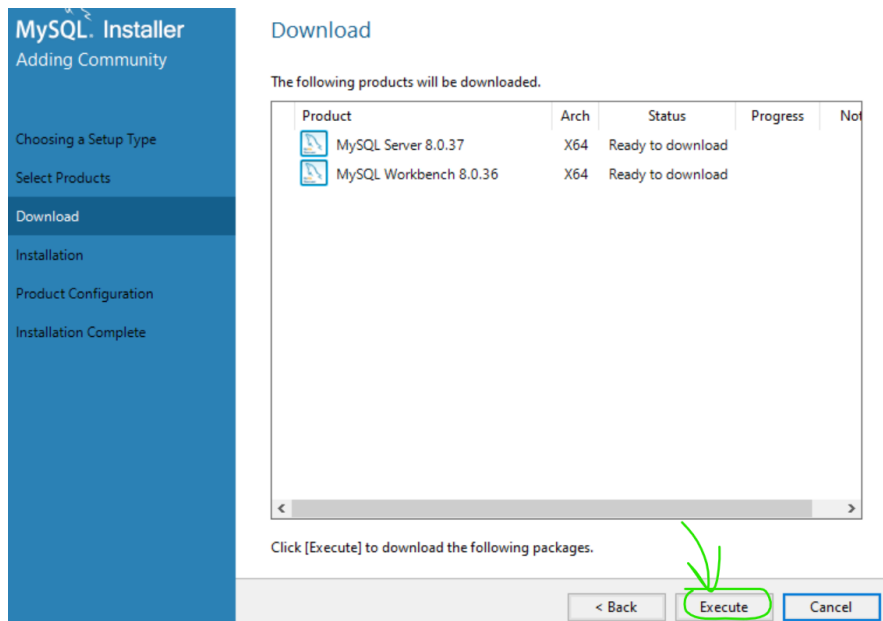 MySQL. Installer
Adding Community
Choosing a Setup Type
Select Products
Download
Installation
Product Configuration
Installation Complete
Download
The following products will be downloaded.
Product Arch Status Progress Not
MySQL Server 8.0.37 X64 Ready to download
MySQL Workbench 8.0.36 X64 Ready to download
Click [Execute] to download the following packages.
< Back Execute Cancel